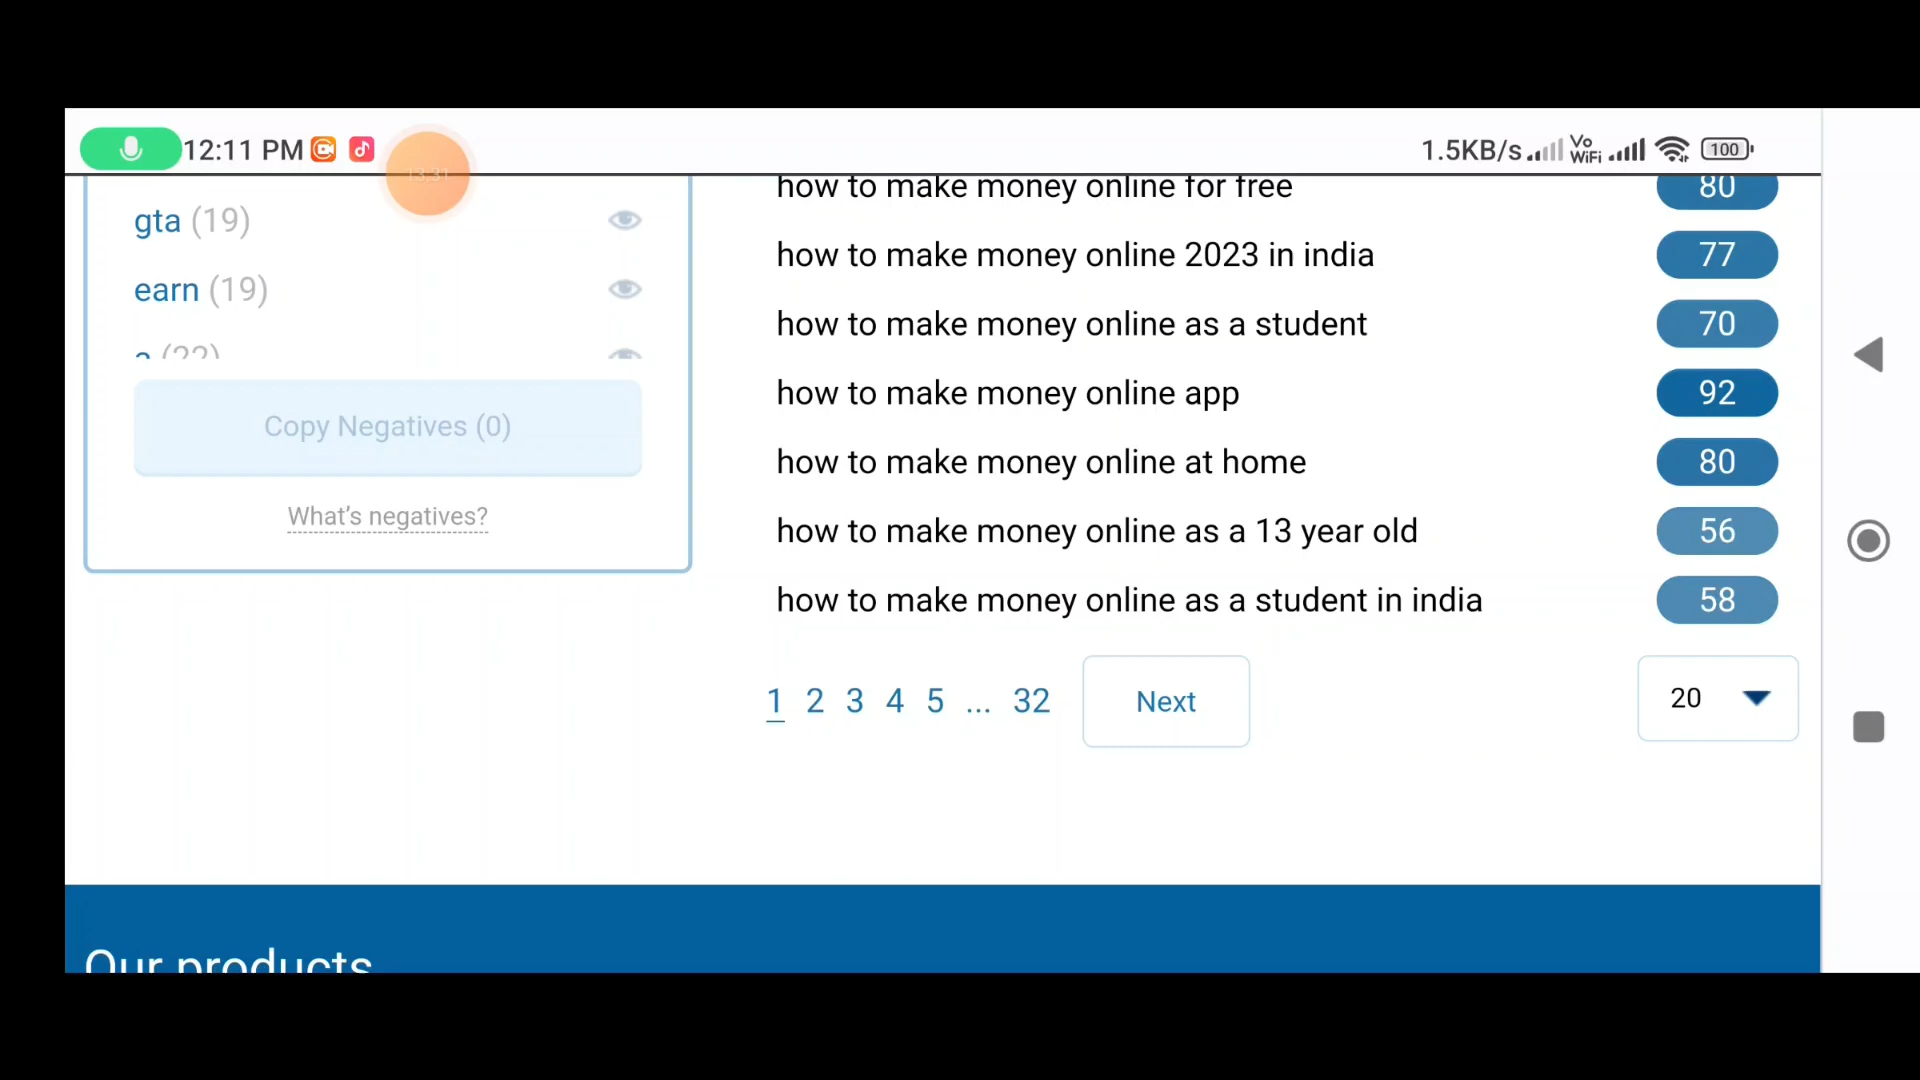 12:11 PM
1.5KB/s
Vo
WiFi
100
gta (19)
earn (19)
Copy Negatives (0)
What's negatives?
how to make money online for free 80
how to make money online 2023 in india 77
how to make money online as a student 70
how to make money online app 92
how to make money online at home 80
how to make money online as a 13 year old 56
how to make money online as a student in india 58
1 2 3 4 5 ... 32 Next
20
Our products